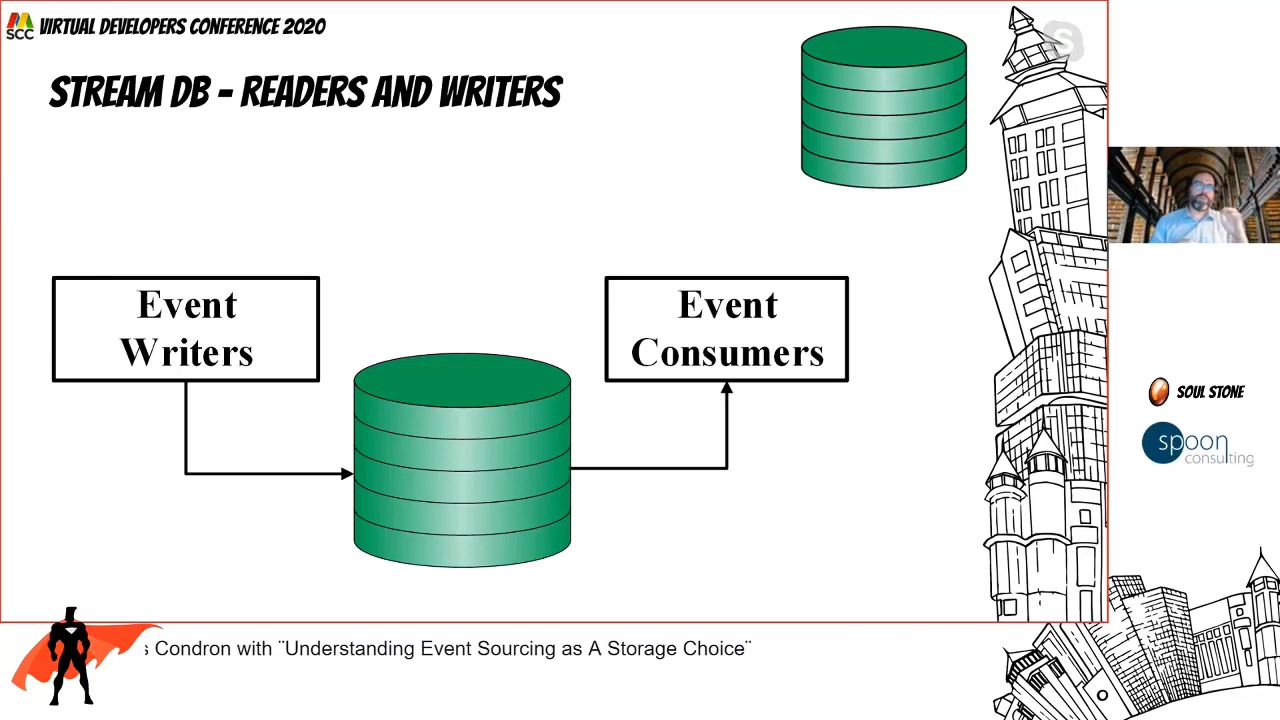 SCC VIRTUAL DEVELOPERS CONFERENCE 2020
S
STREAM DB - READERS AND WRITERS
Event
Writers
Event
Consumers
SOUL STONE
spoon
consulting
Condron with ¨Understanding Event Sourcing as A Storage Choice¨